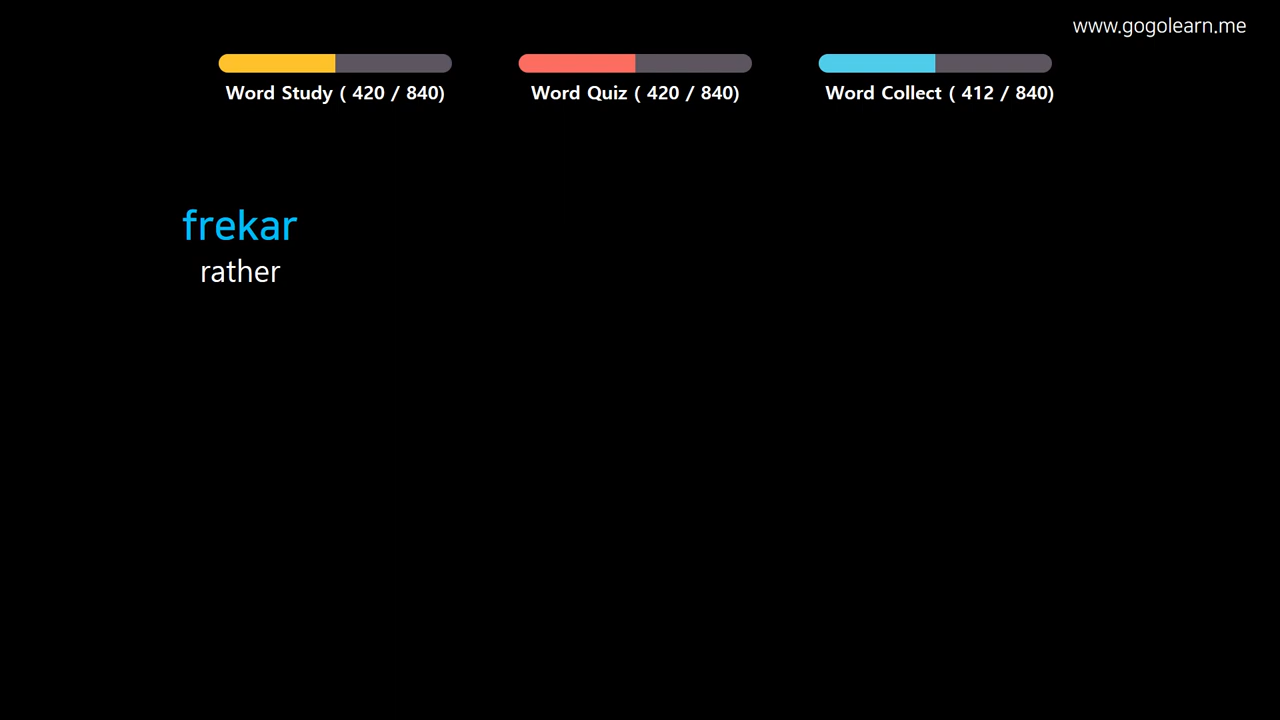 www.gogolearn.me
Word Study ( 420 / 840)
Word Quiz ( 420 / 840)
Word Collect ( 412 / 840)
frekar
rather